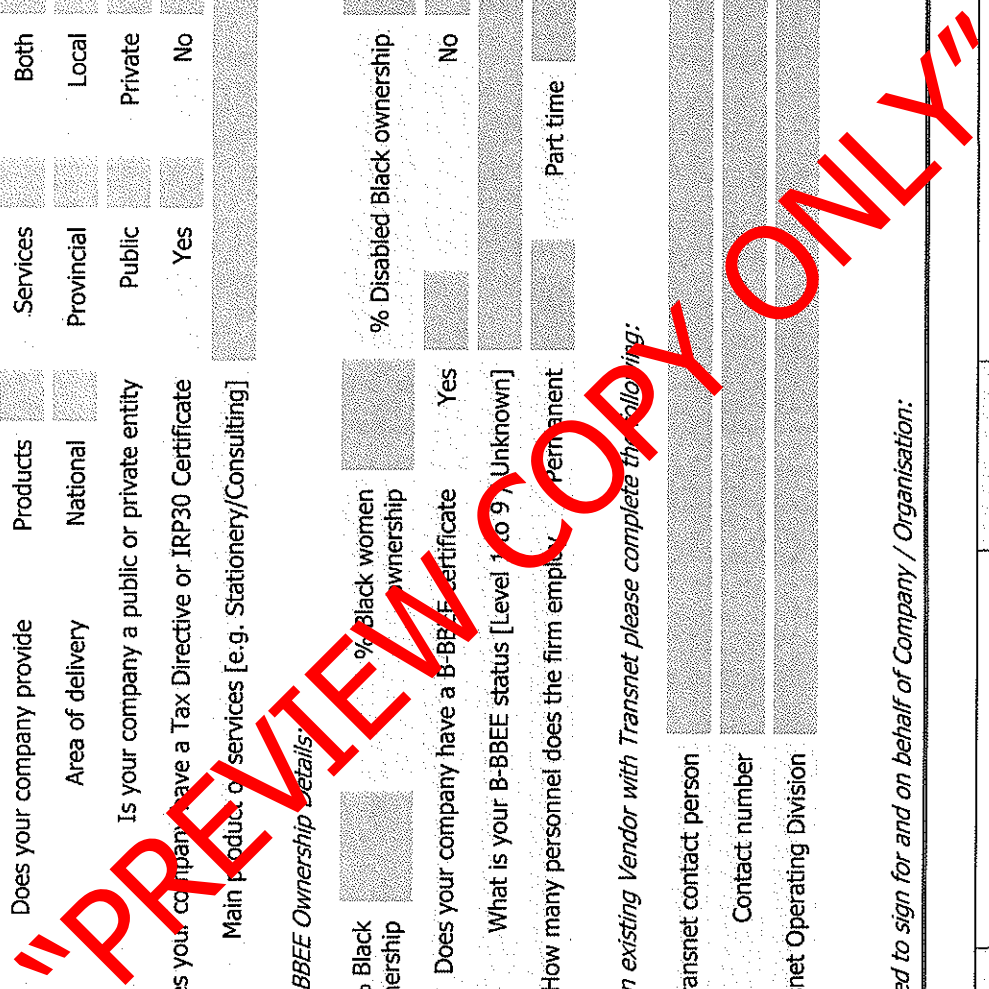 Does your company provide Products Services Both
Area of delivery National Provincial Local
Is your company a public or private entity Public Private
es your company have a Tax Directive or IRP30 Certificate Yes No
Main product or services [e.g. Stationery/Consulting]
BBEE Ownership Details:
Black % Black women % Disabled Black ownership
nership ownership
Does your company have a B-BBEE certificate Yes No
What is your B-BBEE status [Level 1 to 9 / Unknown]
How many personnel does the firm employ Permanent Part time
n existing Vendor with Transnet please complete the following:
ansnet contact person
Contact number
net Operating Division
ed to sign for and on behalf of Company / Organisation:
"PREVIEW COPY ONLY"